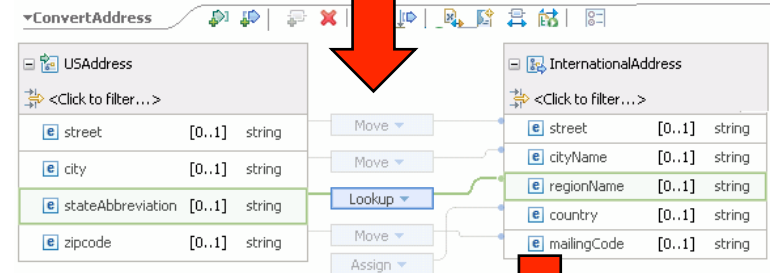 ConvertAddress
USAddress
<Click to filter...>
street [0..1] string
city [0..1] string
stateAbbreviation [0..1] string
zipcode [0..1] string
Move
Move
Lookup
Move
Assign
InternationalAddress
<Click to filter...>
street [0..1] string
cityName [0..1] string
regionName [0..1] string
country [0..1] string
mailingCode [0..1] string